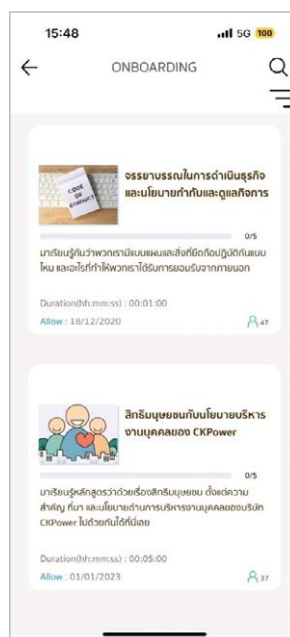 15:48
5G 100
ONBOARDING
CODE OF CONDUCT
จรรยาบรรณในการดำเนินธุรกิจ
และนโยบายกำกับและดูแลกิจการ
0/5
มาเรียนรู้กันว่าพวกเรามีแบบแผนและสิ่งที่ยึดถือปฏิบัติกันแบบ
ไหน และอะไรที่ทำให้พวกเราได้รับการยอมรับจากภายนอก
Duration(hh:mm:ss) : 00:01:00
Allow : 18/12/2020
47
สิทธิมนุษยชนกับนโยบายบริหาร
งานบุคคลของ CKPower
0/5
มาเรียนรู้หลักสูตรว่าด้วยเรื่องสิทธิมนุษยชน ตั้งแต่ความ
สำคัญ ที่มา และนโยบายด้านการบริหารงานบุคคลของบริษัท
CKPower ไปด้วยกันได้ที่นี่เลย
Duration(hh:mm:ss) : 00:05:00
Allow : 01/01/2023
37